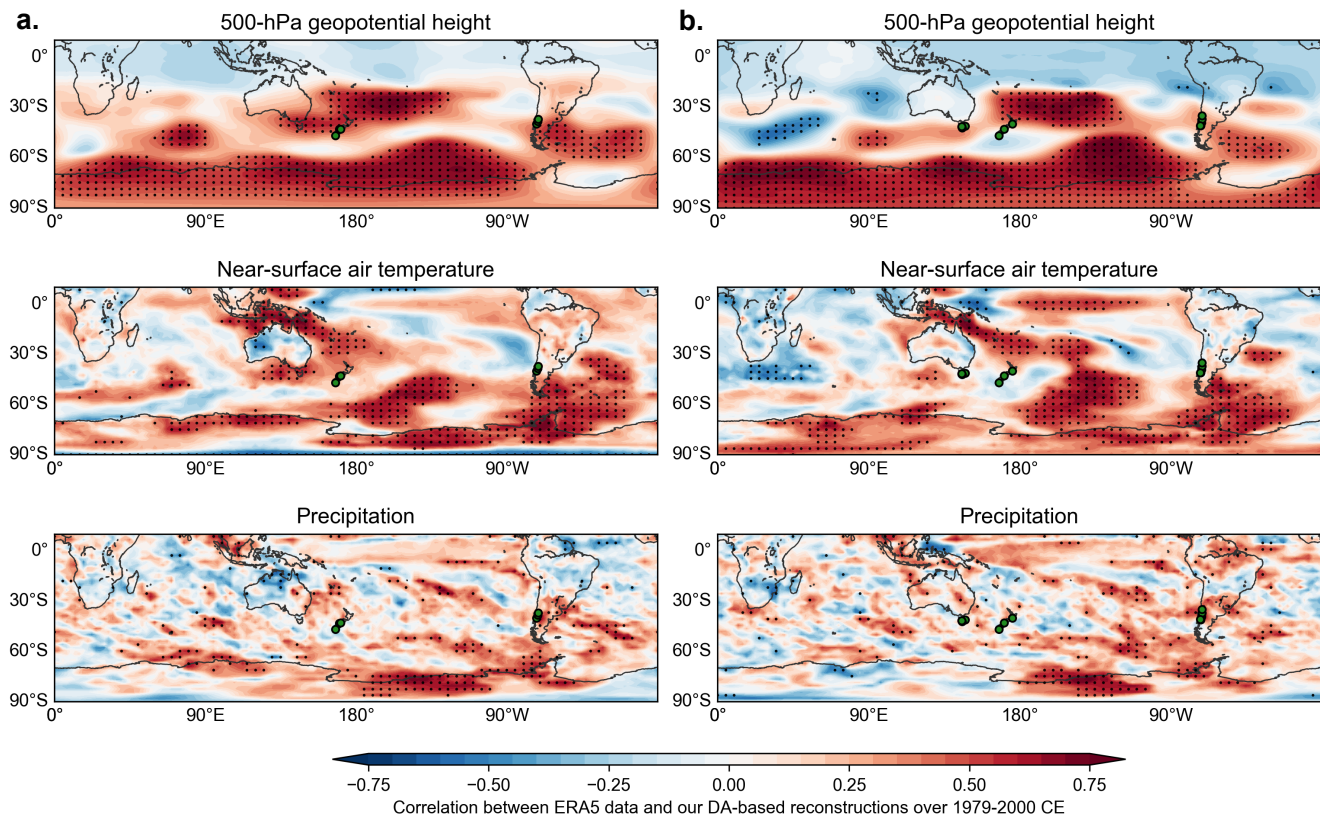 a.
500-hPa geopotential height
0°
30°S
60°S
90°S
0° 90°E 180° 90°W
Near-surface air temperature
0°
30°S
60°S
90°S
0° 90°E 180° 90°W
Precipitation
0°
30°S
60°S
90°S
0° 90°E 180° 90°W
b.
500-hPa geopotential height
0°
30°S
60°S
90°S
0° 90°E 180° 90°W
Near-surface air temperature
0°
30°S
60°S
90°S
0° 90°E 180° 90°W
Precipitation
0°
30°S
60°S
90°S
0° 90°E 180° 90°W
−0.75 −0.50 −0.25 0.00 0.25 0.50 0.75
Correlation between ERA5 data and our DA-based reconstructions over 1979-2000 CE